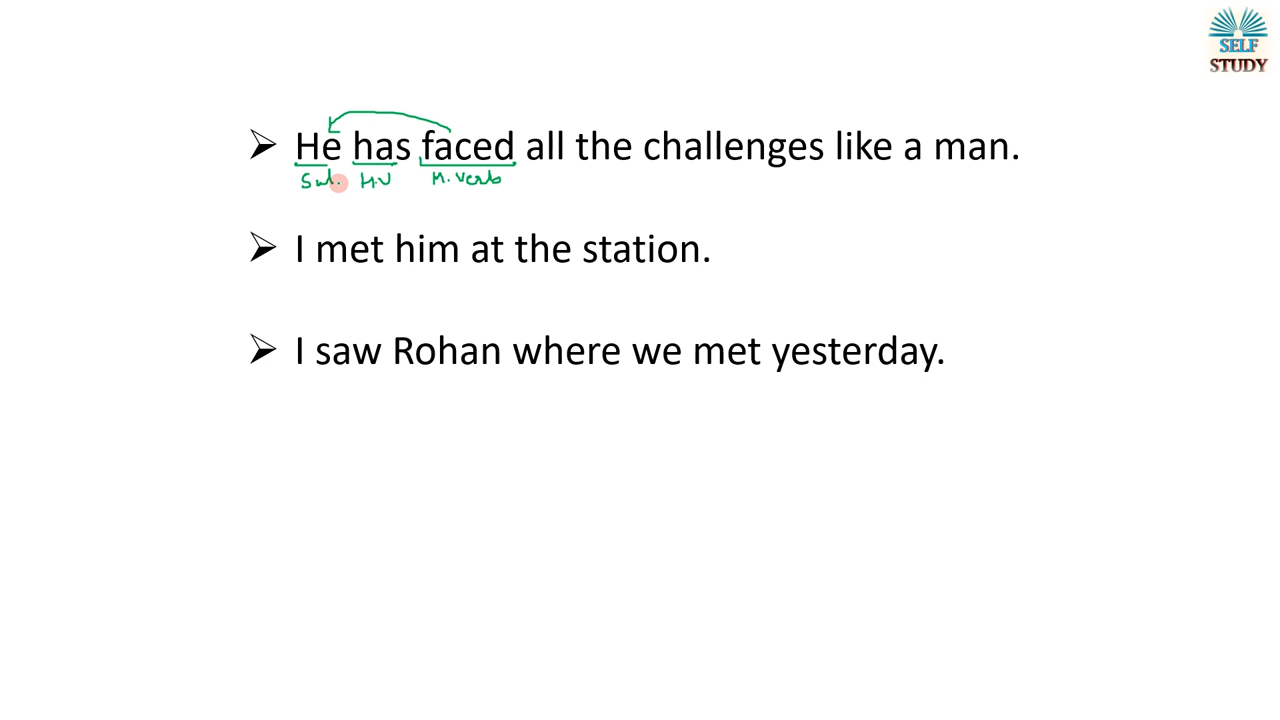 SELF
STUDY
➢ He has faced all the challenges like a man.
Sub. H.V M. verb
➢ I met him at the station.
➢ I saw Rohan where we met yesterday.